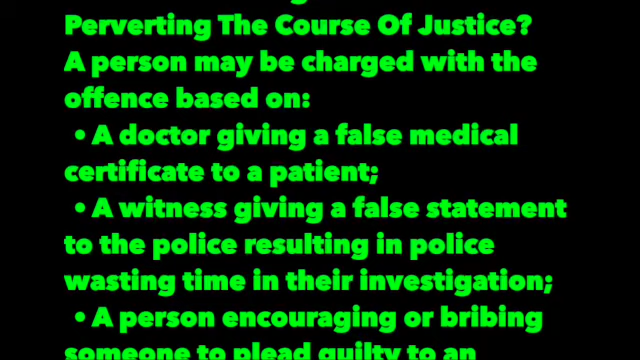 Perverting The Course Of Justice?
A person may be charged with the
offence based on:
• A doctor giving a false medical
certificate to a patient;
• A witness giving a false statement
to the police resulting in police
wasting time in their investigation;
• A person encouraging or bribing
someone to plead guilty to an